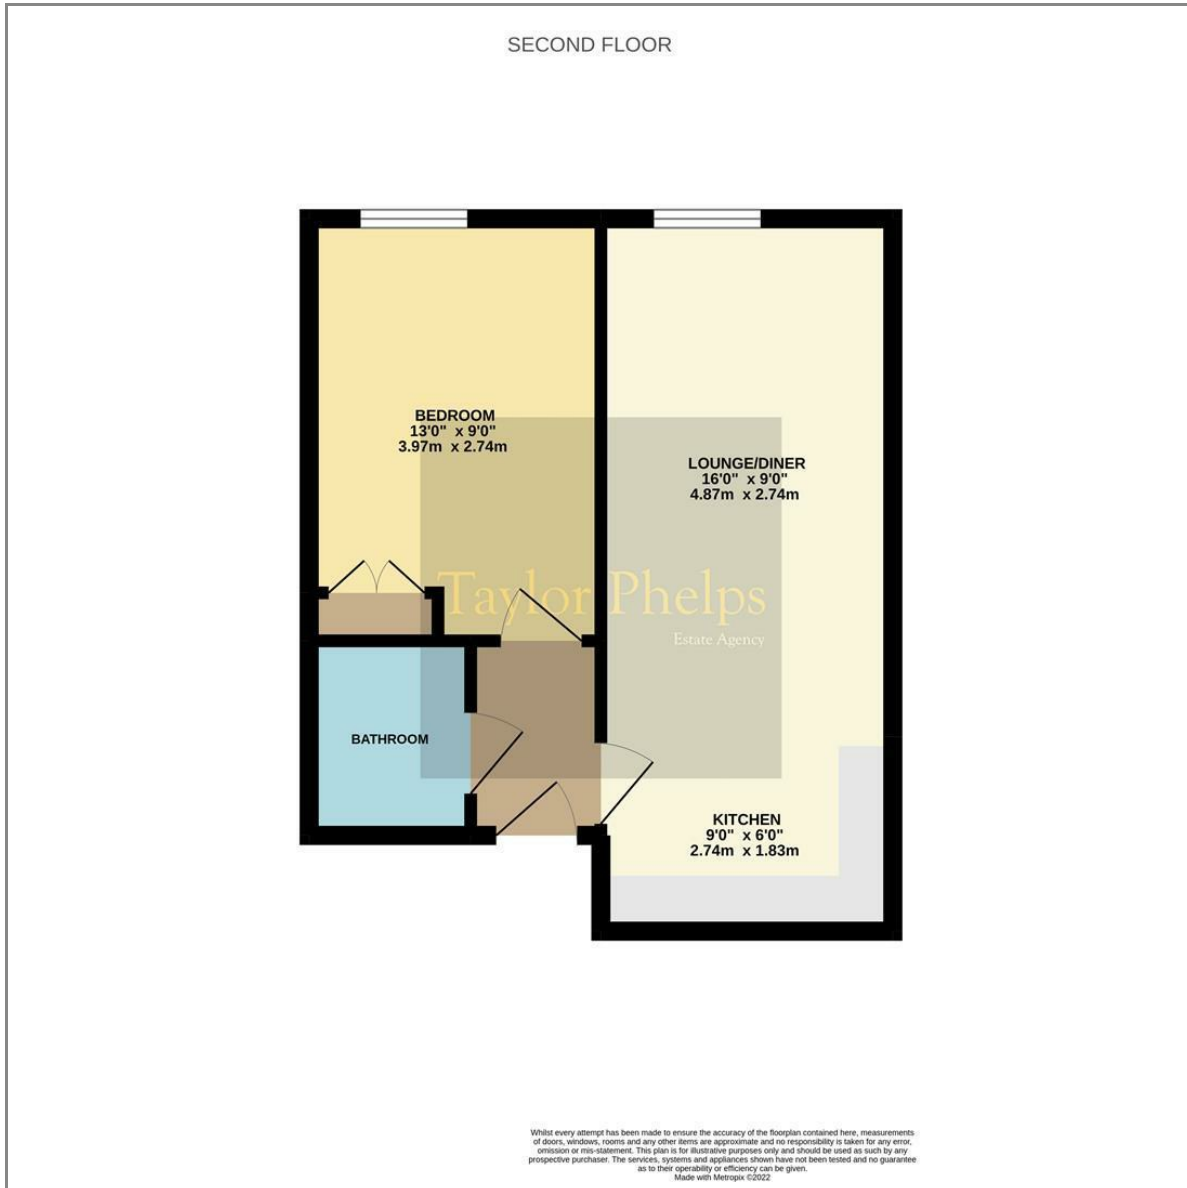 SECOND FLOOR
BEDROOM
13'0" x 9'0"
3.97m x 2.74m
LOUNGE/DINER
16'0" x 9'0"
4.87m x 2.74m
Taylor Phelps
Estate Agency
BATHROOM
KITCHEN
9'0" x 6'0"
2.74m x 1.83m
Whilst every attempt has been made to ensure the accuracy of the floorplan contained here, measurements
of doors, windows, rooms and any other items are approximate and no responsibility is taken for any error,
omission or mis-statement. This plan is for illustrative purposes only and should be used as such by any
prospective purchaser. The services, systems and appliances shown have not been tested and no guarantee
as to their operability or efficiency can be given.
Made with Metropix ©2022